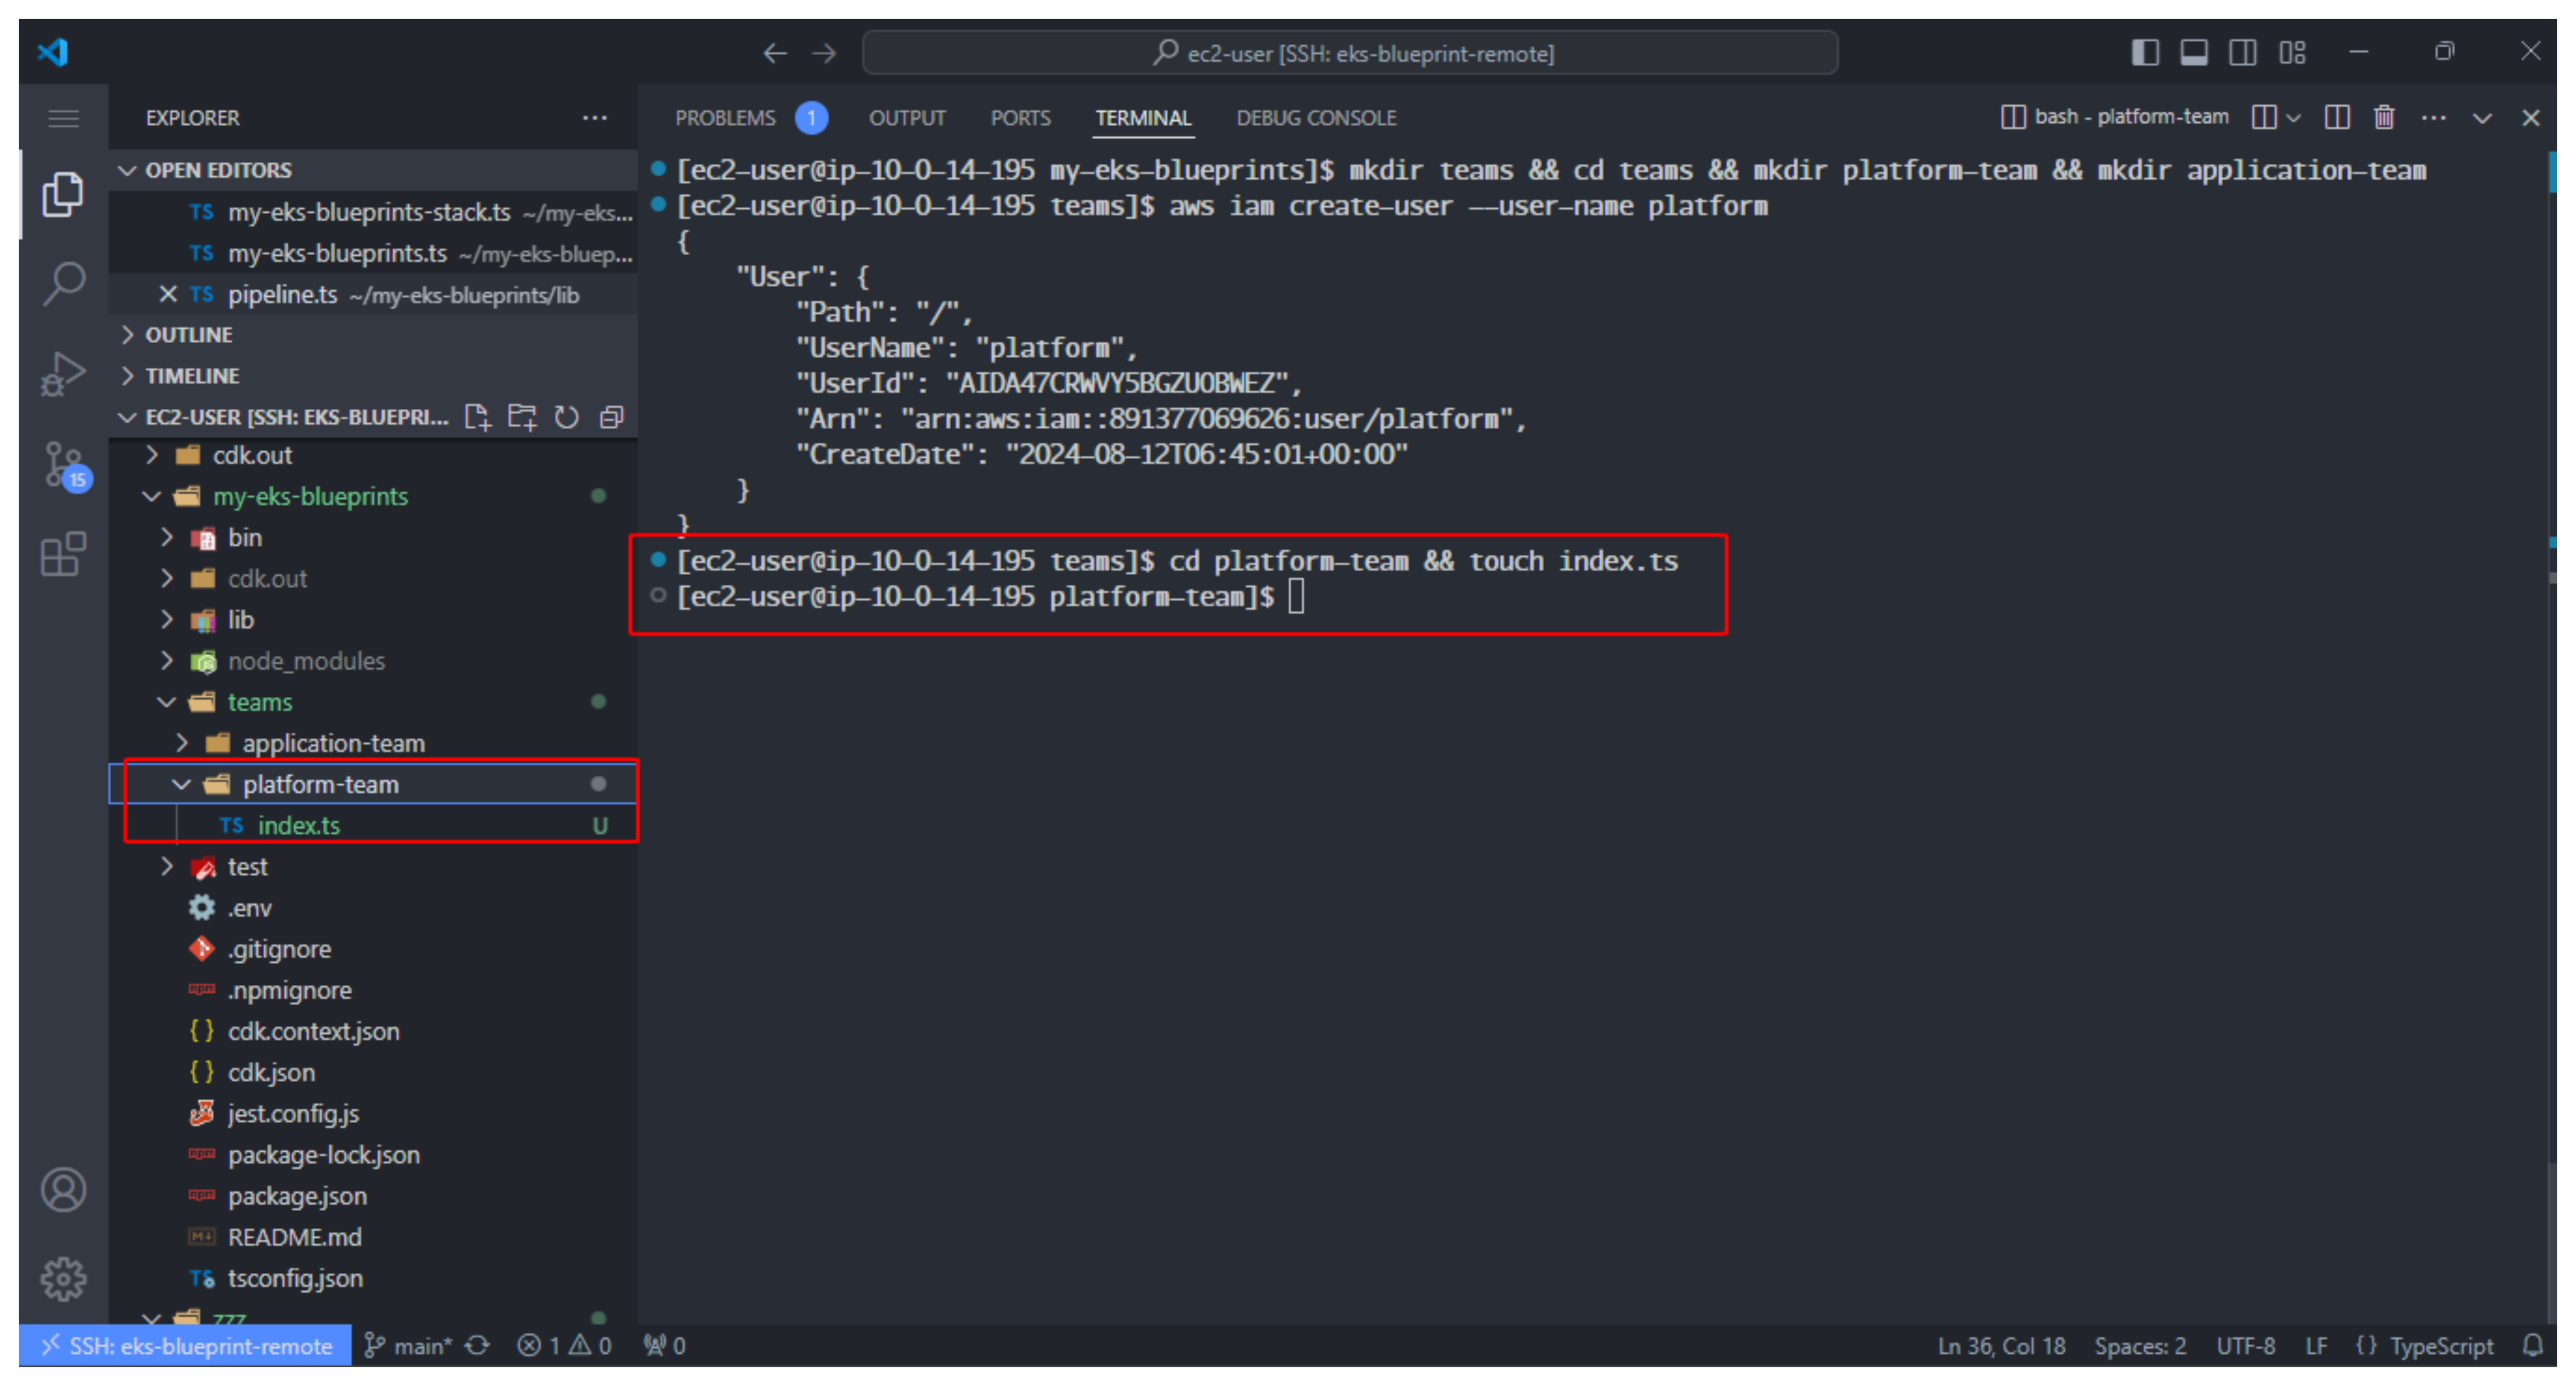 ec2-user [SSH: eks-blueprint-remote]
EXPLORER
OPEN EDITORS
TS my-eks-blueprints-stack.ts ~/my-eks...
TS my-eks-blueprints.ts ~/my-eks-bluep...
TS pipeline.ts ~/my-eks-blueprints/lib
OUTLINE
TIMELINE
EC2-USER [SSH: EKS-BLUEPRI...
15
cdk.out
my-eks-blueprints
bin
cdk.out
lib
node_modules
teams
application-team
platform-team
TS index.ts U
test
.env
.gitignore
.npmignore
{ } cdk.context.json
{ } cdk.json
jest.config.js
package-lock.json
package.json
README.md
TS tsconfig.json
zzz
PROBLEMS 1 OUTPUT PORTS TERMINAL DEBUG CONSOLE
bash - platform-team
[ec2-user@ip-10-0-14-195 my-eks-blueprints]$ mkdir teams && cd teams && mkdir platform-team && mkdir application-team
[ec2-user@ip-10-0-14-195 teams]$ aws iam create-user --user-name platform
{
"User": {
"Path": "/",
"UserName": "platform",
"UserId": "AIDA47CRWVY5BGZUOBWEZ",
"Arn": "arn:aws:iam::891377069626:user/platform",
"CreateDate": "2024-08-12T06:45:01+00:00"
}
}
[ec2-user@ip-10-0-14-195 teams]$ cd platform-team && touch index.ts
[ec2-user@ip-10-0-14-195 platform-team]$
SSH: eks-blueprint-remote main* 1 0 0 Ln 36, Col 18 Spaces: 2 UTF-8 LF { } TypeScript